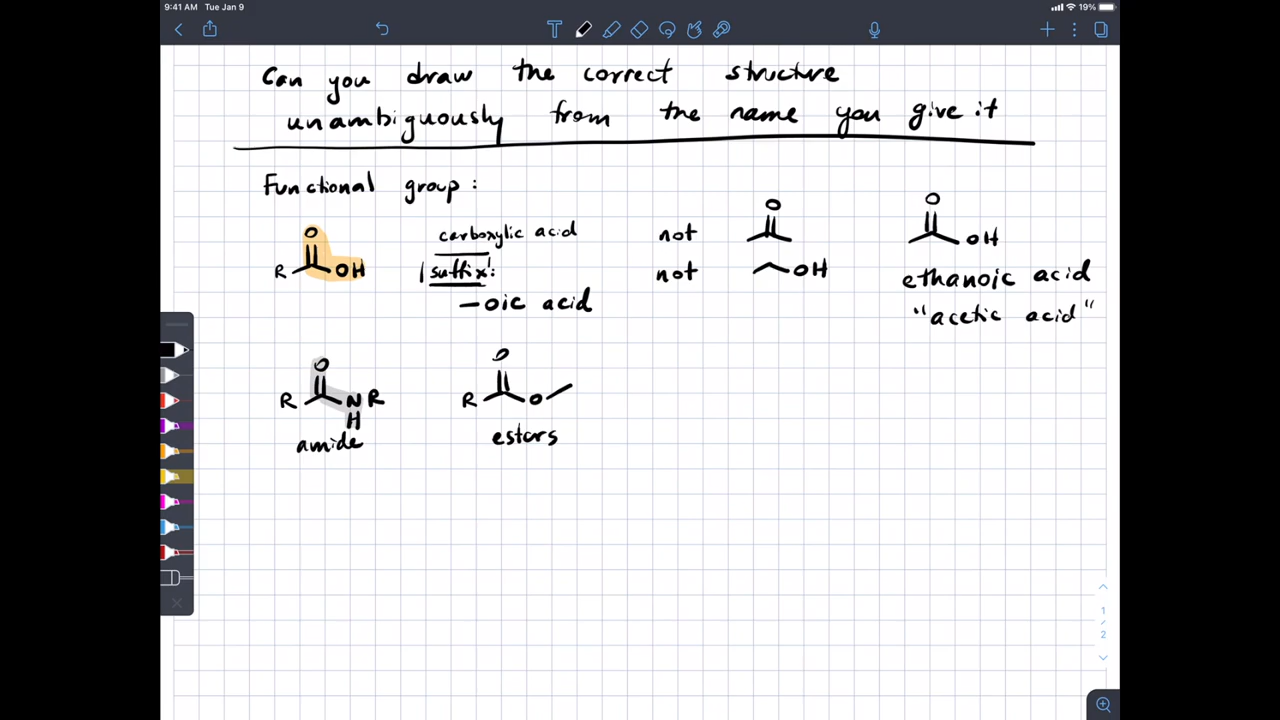 9:41 AM Tue Jan 9
19%
Can you draw the correct structure
unambiguously from the name you give it
Functional group :
O
R OH
carboxylic acid
suffix:
-oic acid
not
O
not
OH
O
OH
ethanoic acid
"acetic acid"
O
R N R
H
amide
O
R O
esters
1
/
2